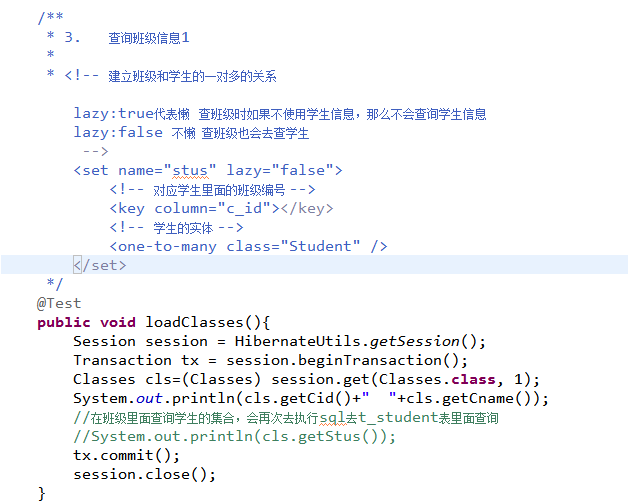 /**
 * 3.   查询班级信息1
 *
 * <!-- 建立班级和学生的一对多的关系
lazy:true代表懒 查班级时如果不使用学生信息，那么不会查询学生信息
lazy:false 不懒 查班级也会去查学生
 -->
<set name="stus" lazy="false">
    <!-- 对应学生里面的班级编号 -->
    <key column="c_id"></key>
    <!-- 学生的实体 -->
    <one-to-many class="Student" />
</set>
 */
@Test
public void loadClasses(){
    Session session = HibernateUtils.getSession();
    Transaction tx = session.beginTransaction();
    Classes cls=(Classes) session.get(Classes.class, 1);
    System.out.println(cls.getCid()+"  "+cls.getCname());
    //在班级里面查询学生的集合，会再次去执行sql去t_student表里面查询
    //System.out.println(cls.getStus());
    tx.commit();
    session.close();
}